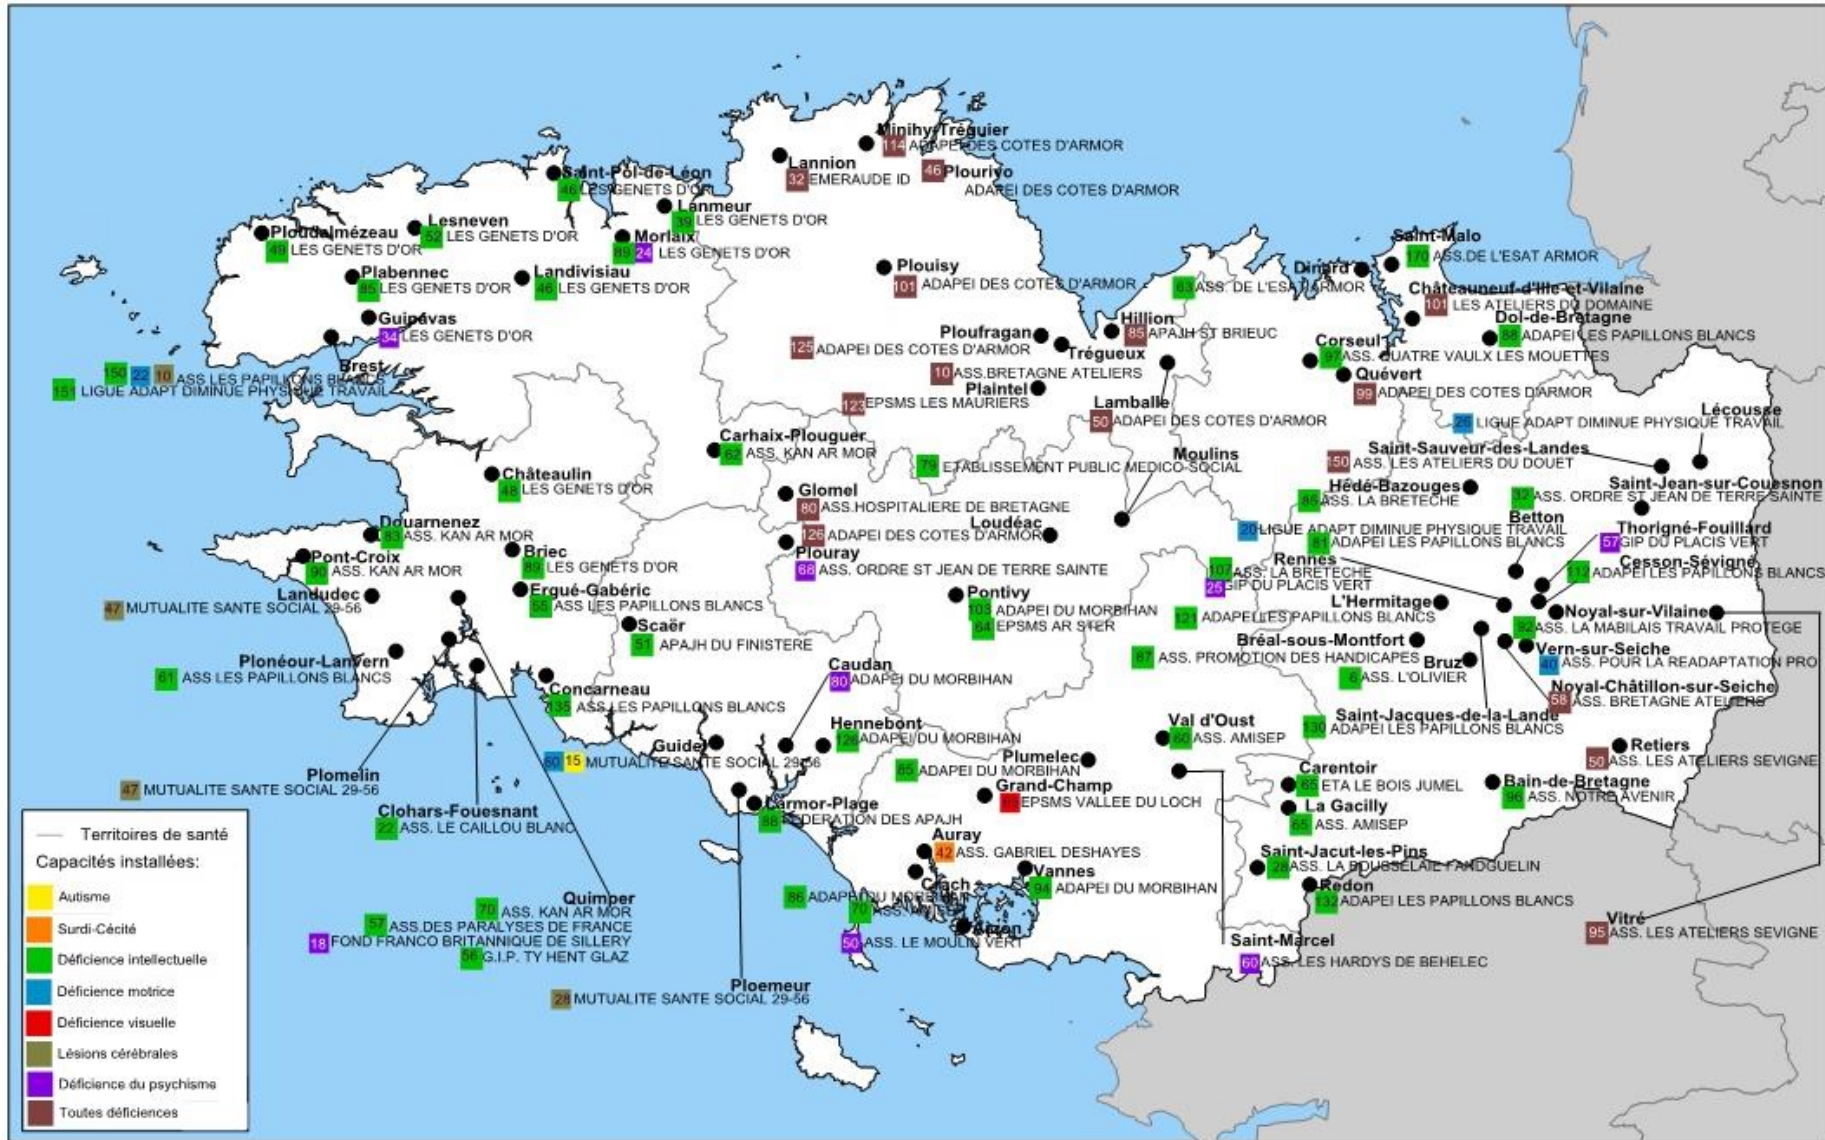 Minihy-Tréguier
114 ADAPEI DES COTES D'ARMOR
Lannion
32 EMERAUDE ID
46 Plourivo
ADAPEI DES COTES D'ARMOR
Saint-Pol-de-Léon
46 LES GENETS D'OR
Lanmeur
39 LES GENETS D'OR
Lesneven
52 LES GENETS D'OR
Ploudalmézeau
49 LES GENETS D'OR
Morlaix
89 24 LES GENETS D'OR
Plabennec
85 LES GENETS D'OR
Landivisiau
46 LES GENETS D'OR
Guipavas
34 LES GENETS D'OR
Brest
150 22 10 ASS LES PAPILLONS BLANCS
151 LIGUE ADAPT DIMINUE PHYSIQUE TRAVAIL
Plouisy
101 ADAPEI DES COTES D'ARMOR
Saint-Malo
170 ASS.DE L'ESAT ARMOR
Dinard
63 ASS. DE L'ESAT ARMOR
Châteauneuf-d'Ille-et-Vilaine
101 LES ATELIERS DU DOMAINE
Dol-de-Bretagne
88 ADAPEI LES PAPILLONS BLANCS
Hillion
85 APAJH ST BRIEUC
Ploufragan
125 ADAPEI DES COTES D'ARMOR
Trégueux
10 ASS.BRETAGNE ATELIERS
Plaintel
123 EPSMS LES MAURIERS
Corseul
97 ASS. QUATRE VAULX LES MOUETTES
Quévert
99 ADAPEI DES COTES D'ARMOR
Lamballe
50 ADAPEI DES COTES D'ARMOR
Lécousse
26 LIGUE ADAPT DIMINUE PHYSIQUE TRAVAIL
Carhaix-Plouguer
62 ASS. KAN AR MOR
Moulins
79 ETABLISSEMENT PUBLIC MEDICO-SOCIAL
Saint-Sauveur-des-Landes
150 ASS. LES ATELIERS DU DOUET
Châteaulin
48 LES GENETS D'OR
Glomel
80 ASS.HOSPITALIERE DE BRETAGNE
Hédé-Bazouges
85 ASS. LA BRETECHE
Saint-Jean-sur-Couesnon
32 ASS. ORDRE ST JEAN DE TERRE SAINTE
Loudéac
126 ADAPEI DES COTES D'ARMOR
Betton
20 LIGUE ADAPT DIMINUE PHYSIQUE TRAVAIL
81 ADAPEI LES PAPILLONS BLANCS
Thorigné-Fouillard
57 GIP DU PLACIS VERT
Douarnenez
83 ASS. KAN AR MOR
Pont-Croix
90 ASS. KAN AR MOR
Briec
89 LES GENETS D'OR
Plouray
68 ASS. ORDRE ST JEAN DE TERRE SAINTE
Rennes
107 ASS. LA BRETECHE
25 GIP DU PLACIS VERT
Cesson-Sévigné
112 ADAPEI LES PAPILLONS BLANCS
Landudec
47 MUTUALITE SANTE SOCIAL 29-56
Ergué-Gabéric
55 ASS LES PAPILLONS BLANCS
Pontivy
103 ADAPEI DU MORBIHAN
64 EPSMS AR STER
L'Hermitage
121 ADAPEI LES PAPILLONS BLANCS
Noyal-sur-Vilaine
92 ASS. LA MABILAIS TRAVAIL PROTEGE
Scaër
51 APAJH DU FINISTERE
Bréal-sous-Montfort
87 ASS. PROMOTION DES HANDICAPES
Vern-sur-Seiche
40 ASS. POUR LA READAPTATION PRO
Plonéour-Lanvern
61 ASS LES PAPILLONS BLANCS
Caudan
80 ADAPEI DU MORBIHAN
Bruz
6 ASS. L'OLIVIER
Noyal-Châtillon-sur-Seiche
58 ASS. BRETAGNE ATELIERS
Concarneau
135 ASS.LES PAPILLONS BLANCS
Saint-Jacques-de-la-Lande
130 ADAPEI LES PAPILLONS BLANCS
Hennebont
126 ADAPEI DU MORBIHAN
Val d'Oust
60 ASS. AMISEP
Guidel
60 15 MUTUALITE SANTE SOCIAL 29-56
Plumelec
65 ADAPEI DU MORBIHAN
Retiers
50 ASS. LES ATELIERS SEVIGNE
Plomelin
47 MUTUALITE SANTE SOCIAL 29-56
Grand-Champ
EPSMS VALLEE DU LOCH
Carentoir
65 ETA LE BOIS JUMEL
Bain-de-Bretagne
96 ASS. NOTRE AVENIR
Clohars-Fouesnant
22 ASS. LE CAILLOU BLANC
Larmor-Plage
88 FEDERATION DES APAJH
La Gacilly
65 ASS. AMISEP
Auray
42 ASS. GABRIEL DESHAYES
Saint-Jacut-les-Pins
28 ASS. LA BOUSSELAIE FANDGUELIN
Vannes
94 ADAPEI DU MORBIHAN
Crach
86 ADAPEI DU MORBIHAN
70
Redon
132 ADAPEI LES PAPILLONS BLANCS
Quimper
70 ASS. KAN AR MOR
57 ASS.DES PARALYSES DE FRANCE
18 FOND FRANCO BRITANNIQUE DE SILLERY
56 G.I.P. TY HENT GLAZ
Arzon
50 ASS. LE MOULIN VERT
Vitré
95 ASS. LES ATELIERS SEVIGNE
Saint-Marcel
60 ASS. LES HARDYS DE BEHELEC
Ploemeur
28 MUTUALITE SANTE SOCIAL 29-56
Territoires de santé
Capacités installées:
Autisme
Surdi-Cécité
Déficience intellectuelle
Déficience motrice
Déficience visuelle
Lésions cérébrales
Déficience du psychisme
Toutes déficiences